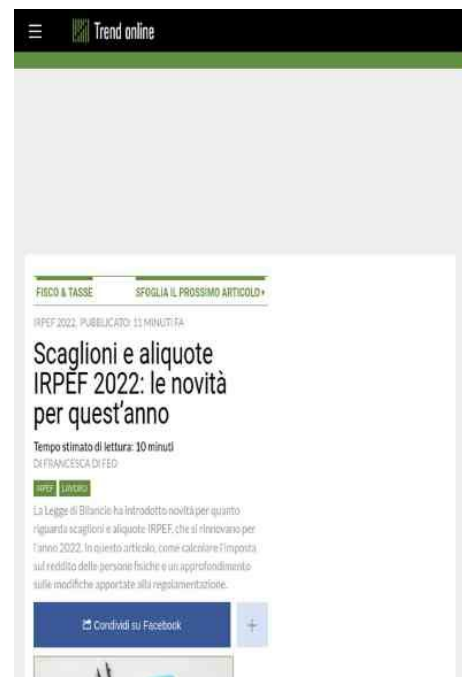 Trend online
FISCO & TASSE
SFOGLIA IL PROSSIMO ARTICOLO
IRPEF 2022, PUBBLICATO: 11 MINUTI FA
Scaglioni e aliquote
IRPEF 2022: le novità
per quest'anno
Tempo stimato di lettura: 10 minuti
DI FRANCESCA DI FEO
IRPEF LAVORO
La Legge di Bilancio ha introdotto novità per quanto
riguarda scaglioni e aliquote IRPEF, che si rinnovano per
l'anno 2022. In questo articolo, come calcolare l'imposta
sul reddito delle persone fisiche e un approfondimento
sulle modifiche apportate alla regolamentazione.
Condividi su Facebook
+